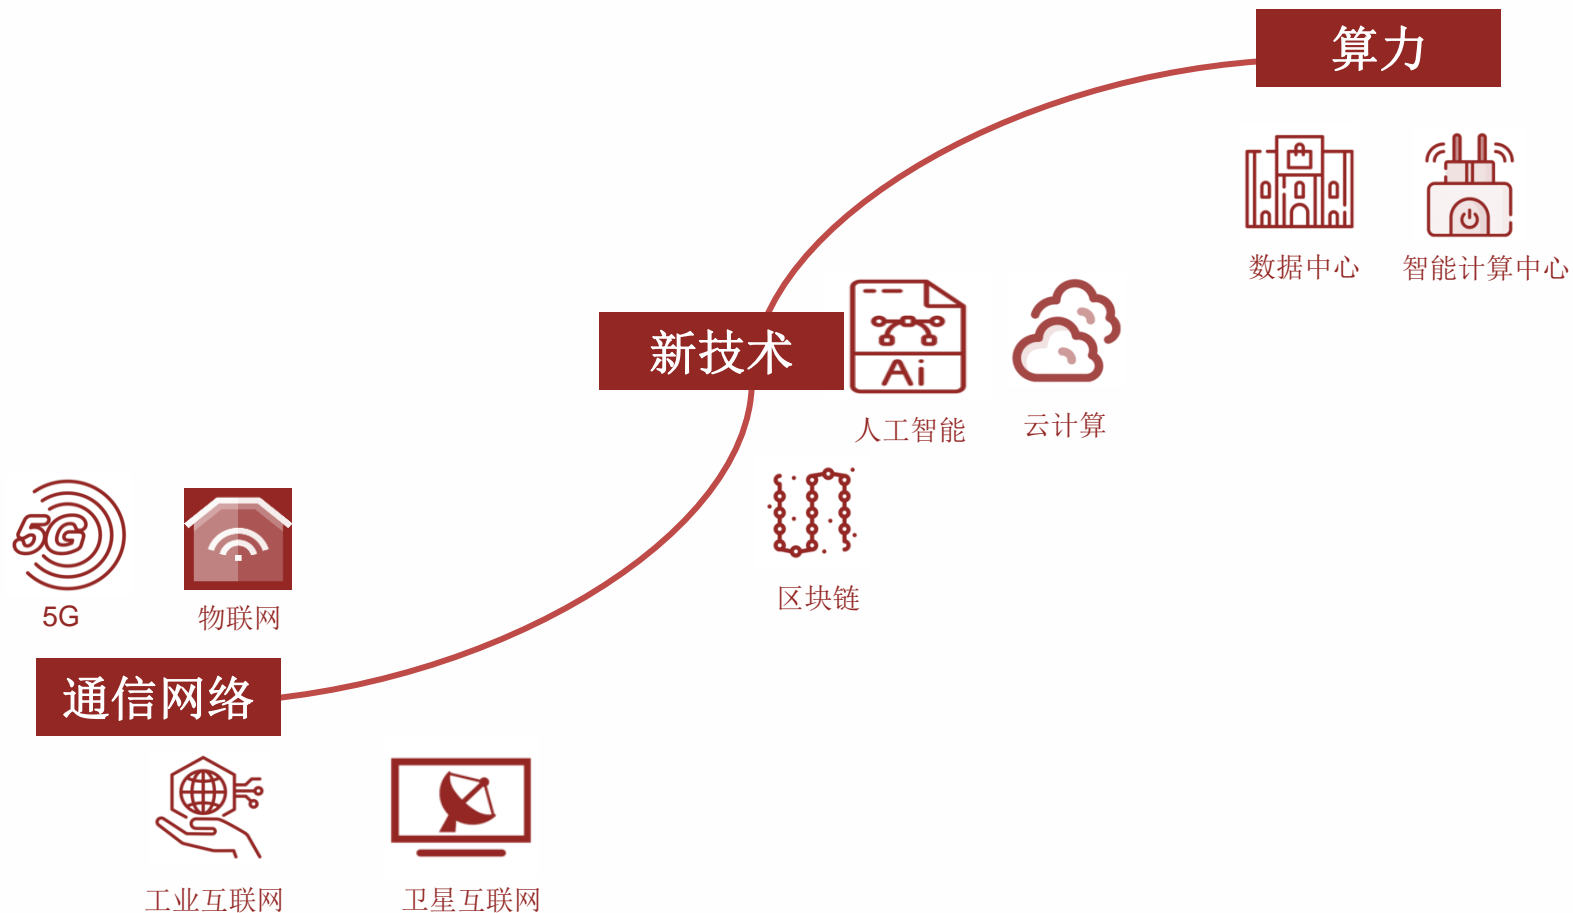 算力
数据中心
智能计算中心
新技术
Ai
人工智能
云计算
区块链
5G
5G
物联网
通信网络
工业互联网
卫星互联网